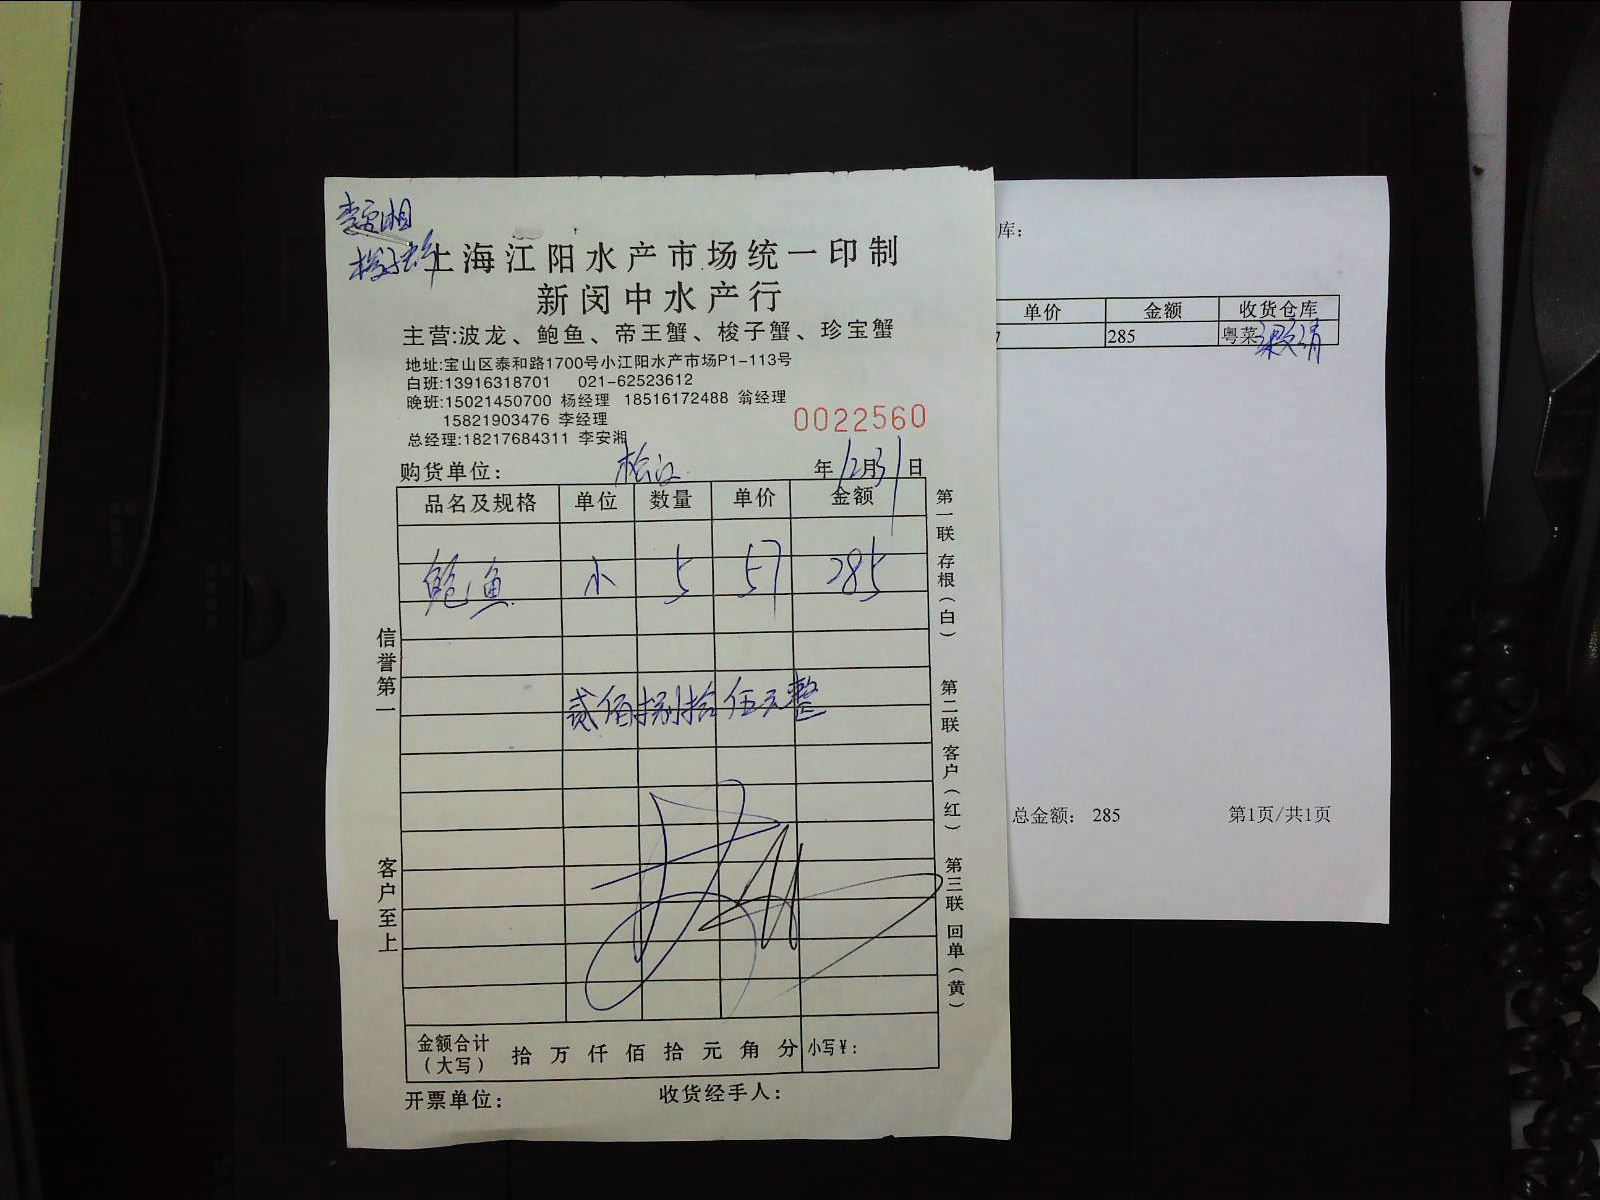 上海江阳水产市场统一印制
新闵中水产行
主营:波龙、鲍鱼、帝王蟹、梭子蟹、珍宝蟹
地址:宝山区泰和路1700号小江阳水产市场P1-113号
白班:13916318701 021-62523612
晚班:15021450700 杨经理 18516172488 翁经理
15821903476 李经理
总经理:18217684311 李安湘
0022560
购货单位: 松江 年12月31日
品名及规格 单位 数量 单价 金额
鲍鱼 小 5 57 285
贰佰捌拾伍元整
金额合计(大写) 拾 万 仟 佰 拾 元 角 分 小写¥:
开票单位: 收货经手人:
信誉第一
客户至上
第一联 存根(白)
第二联 客户(红)
第三联 回单(黄)
库:
单价 金额 收货仓库
7 285 粤菜
总金额: 285 第1页/共1页